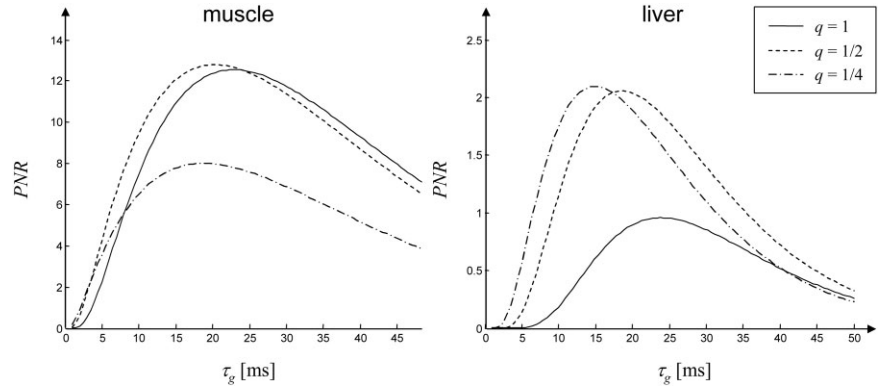 muscle
PNR
14
12
10
8
6
4
2
0
0 5 10 15 20 25 30 35 40 45
τg [ms]
liver
PNR
2.5
2
1.5
1
0.5
0
0 5 10 15 20 25 30 35 40 45 50
τg [ms]
q = 1
q = 1/2
q = 1/4